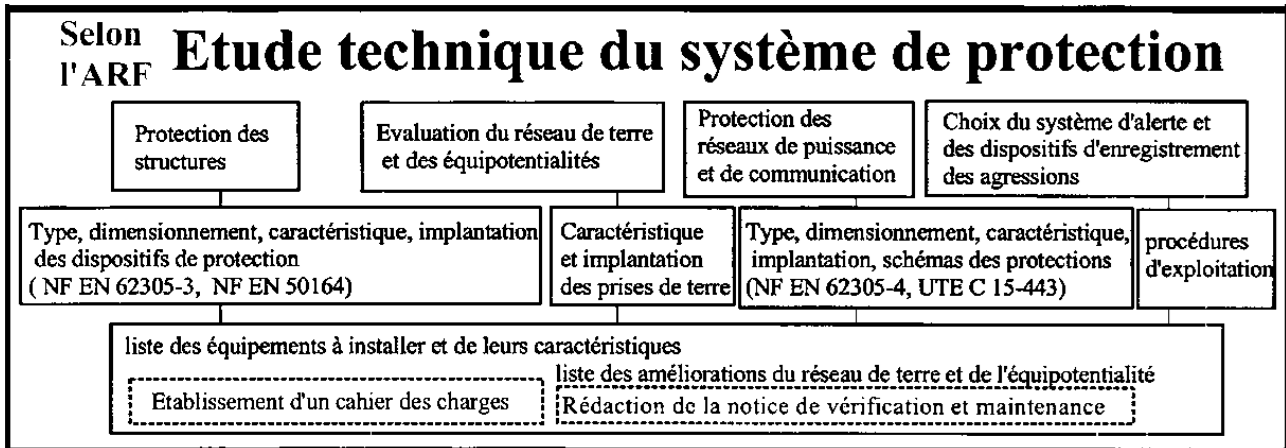 Selon
l'ARF
Etude technique du système de protection
Protection des
structures
Evaluation du réseau de terre
et des équipotentialités
Protection des
réseaux de puissance
et de communication
Choix du système d'alerte et
des dispositifs d'enregistrement
des agressions
Type, dimensionnement, caractéristique, implantation
des dispositifs de protection
( NF EN 62305-3, NF EN 50164)
Caractéristique
et implantation
des prises de terre
Type, dimensionnement, caractéristique,
implantation, schémas des protections
(NF EN 62305-4, UTE C 15-443)
procédures
d'exploitation
liste des équipements à installer et de leurs caractéristiques
liste des améliorations du réseau de terre et de l'équipotentialité
Etablissement d'un cahier des charges
Rédaction de la notice de vérification et maintenance